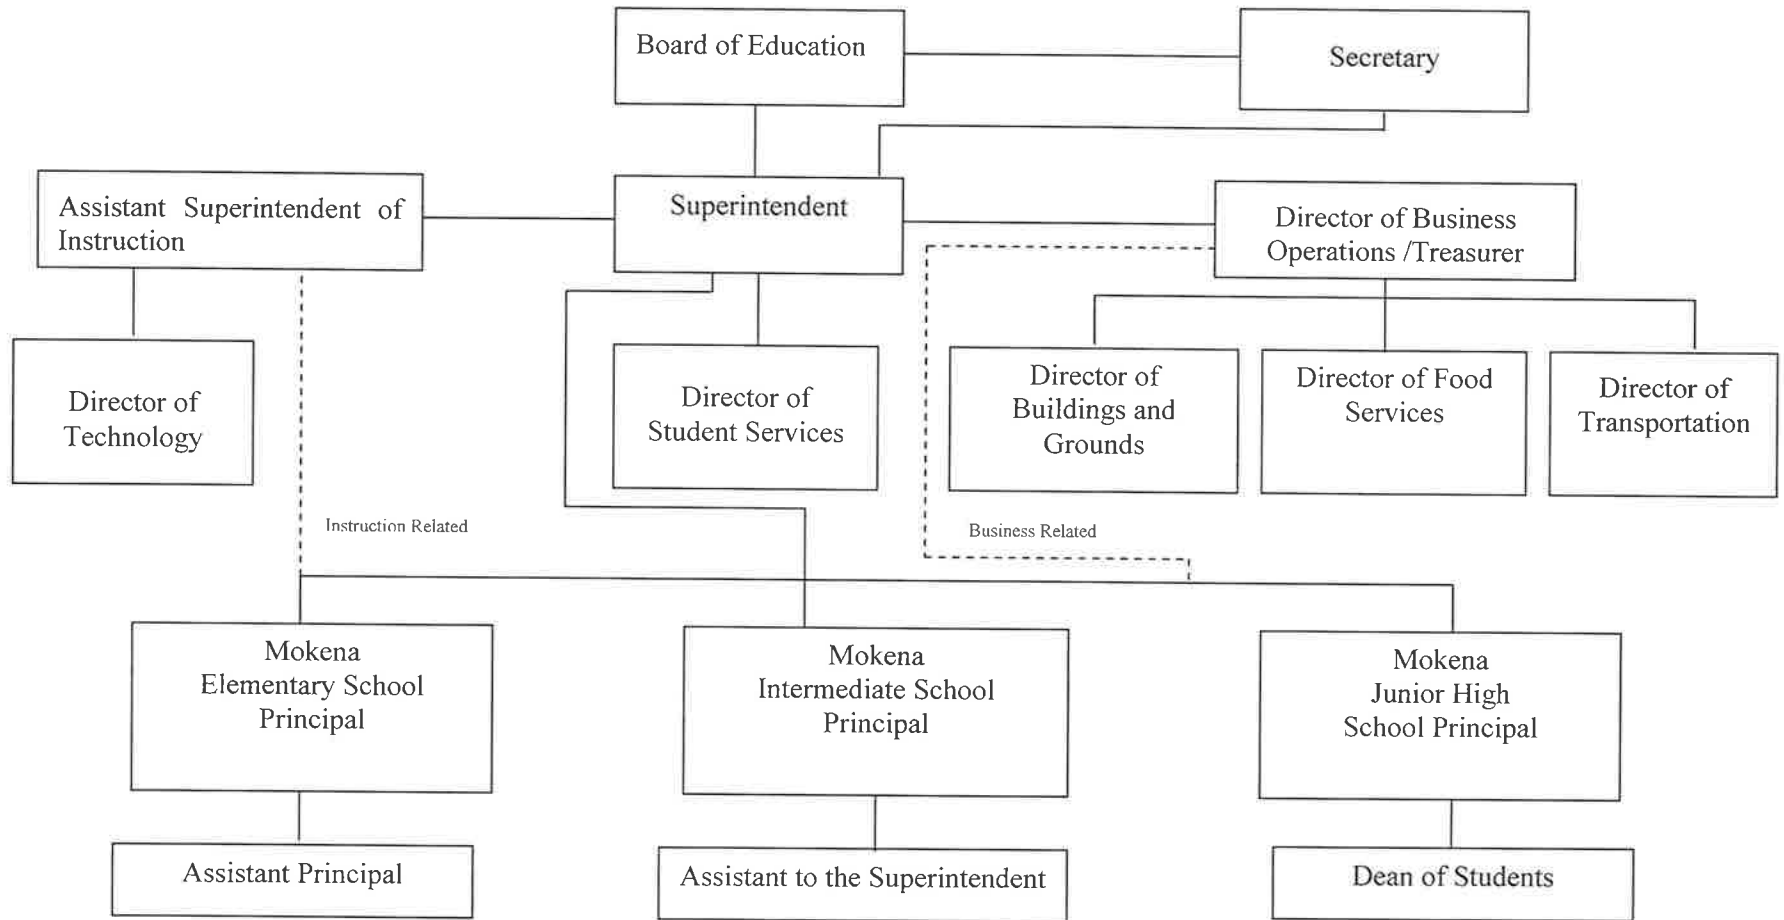 Board of Education
Secretary
Assistant Superintendent of
Instruction
Superintendent
Director of Business
Operations /Treasurer
Director of
Technology
Director of
Student Services
Director of
Buildings and
Grounds
Director of Food
Services
Director of
Transportation
Instruction Related
Business Related
Mokena
Elementary School
Principal
Mokena
Intermediate School
Principal
Mokena
Junior High
School Principal
Assistant Principal
Assistant to the Superintendent
Dean of Students